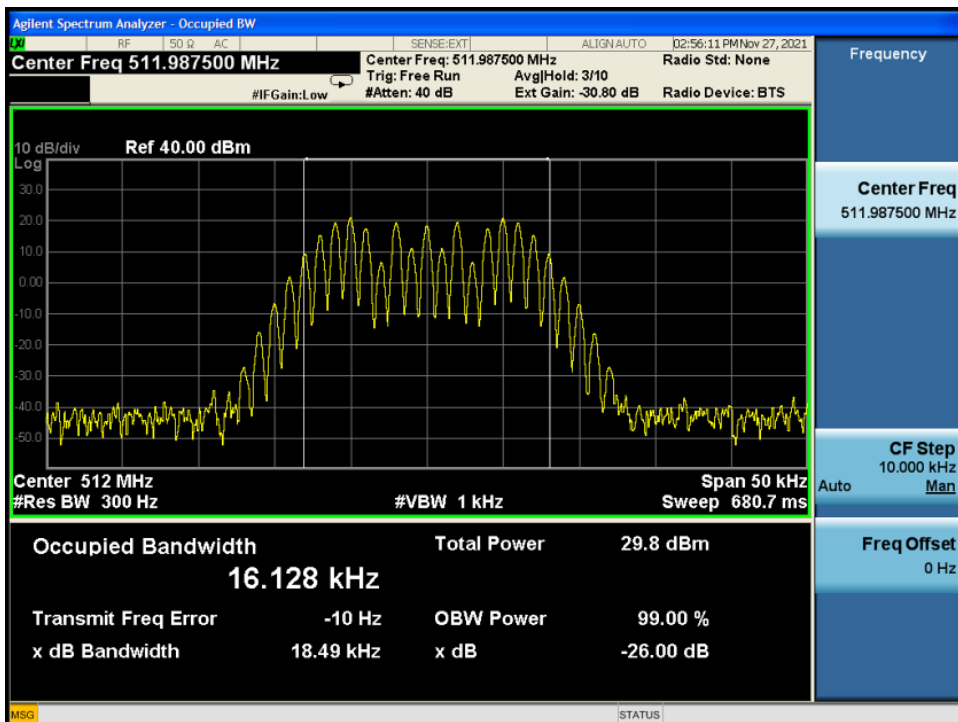 Agilent Spectrum Analyzer - Occupied BW
LXI RF 50 Ω AC SENSE:EXT ALIGN AUTO 02:56:11 PM Nov 27, 2021
Center Freq 511.987500 MHz
Center Freq: 511.987500 MHz Radio Std: None
Trig: Free Run Avg|Hold: 3/10
#IFGain:Low #Atten: 40 dB Ext Gain: -30.80 dB Radio Device: BTS
10 dB/div Ref 40.00 dBm
Log
30.0
20.0
10.0
0.00
-10.0
-20.0
-30.0
-40.0
-50.0
Center 512 MHz Span 50 kHz
#Res BW 300 Hz #VBW 1 kHz Sweep 680.7 ms
Occupied Bandwidth Total Power 29.8 dBm
16.128 kHz
Transmit Freq Error -10 Hz OBW Power 99.00 %
x dB Bandwidth 18.49 kHz x dB -26.00 dB
MSG STATUS
Frequency
Center Freq
511.987500 MHz
CF Step
10.000 kHz
Auto Man
Freq Offset
0 Hz